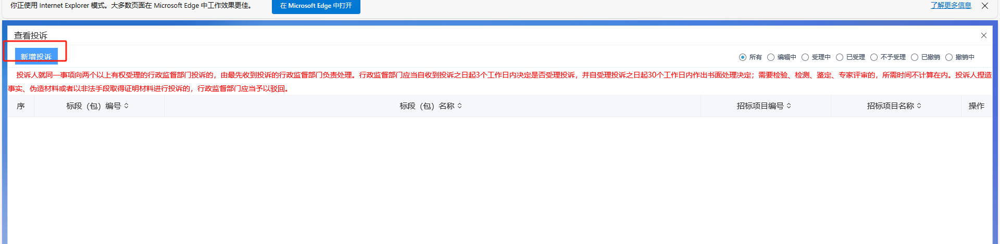 你正使用 Internet Explorer 模式。大多数页面在 Microsoft Edge 中工作效果更佳。 在 Microsoft Edge 中打开 了解更多信息
查看投诉
新增投诉 所有 编辑中 受理中 已受理 不予受理 已撤销 撤销中
投诉人就同一事项向两个以上有权受理的行政监督部门投诉的，由最先收到投诉的行政监督部门负责处理。行政监督部门应当自收到投诉之日起3个工作日内决定是否受理投诉，并自受理投诉之日起30个工作日内作出书面处理决定；需要检验、检测、鉴定、专家评审的，所需时间不计算在内。投诉人捏造
事实、伪造材料或者以非法手段取得证明材料进行投诉的，行政监督部门应当予以驳回。
序 标段（包）编号 标段（包）名称 招标项目编号 招标项目名称 操作